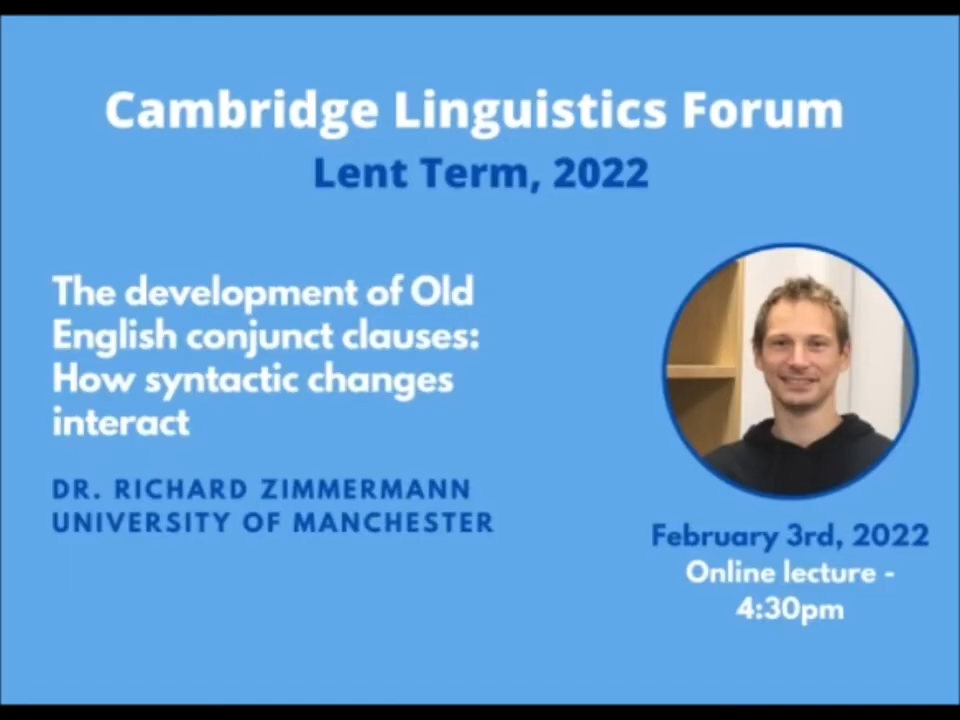 Cambridge Linguistics Forum
Lent Term, 2022
The development of Old
English conjunct clauses:
How syntactic changes
interact
DR. RICHARD ZIMMERMANN
UNIVERSITY OF MANCHESTER
February 3rd, 2022
Online lecture -
4:30pm